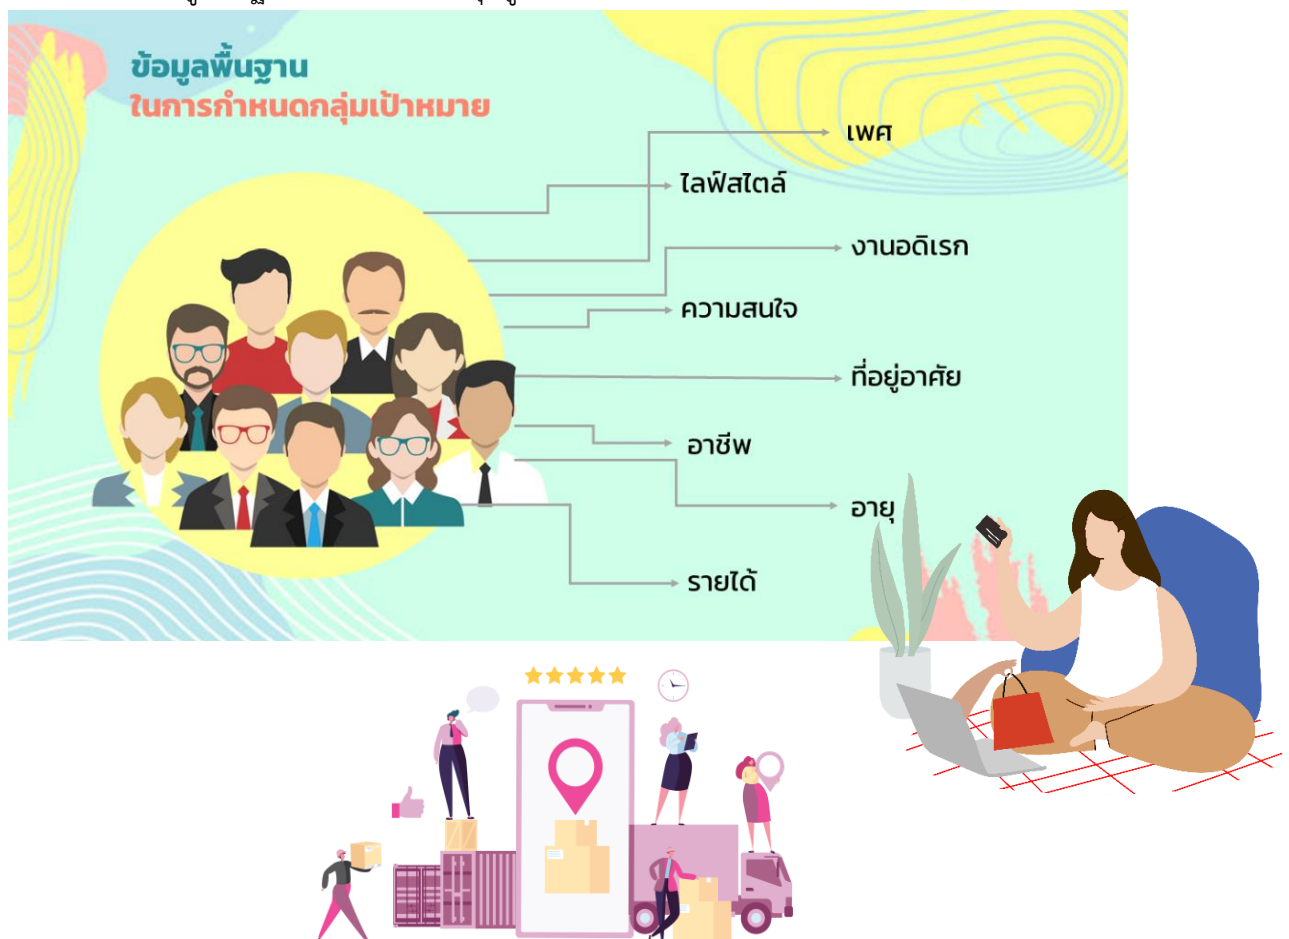 ข้อมูลพื้นฐาน
ในการกำหนดกลุ่มเป้าหมาย
เพศ
ไลฟ์สไตล์
งานอดิเรก
ความสนใจ
ที่อยู่อาศัย
อาชีพ
อายุ
รายได้